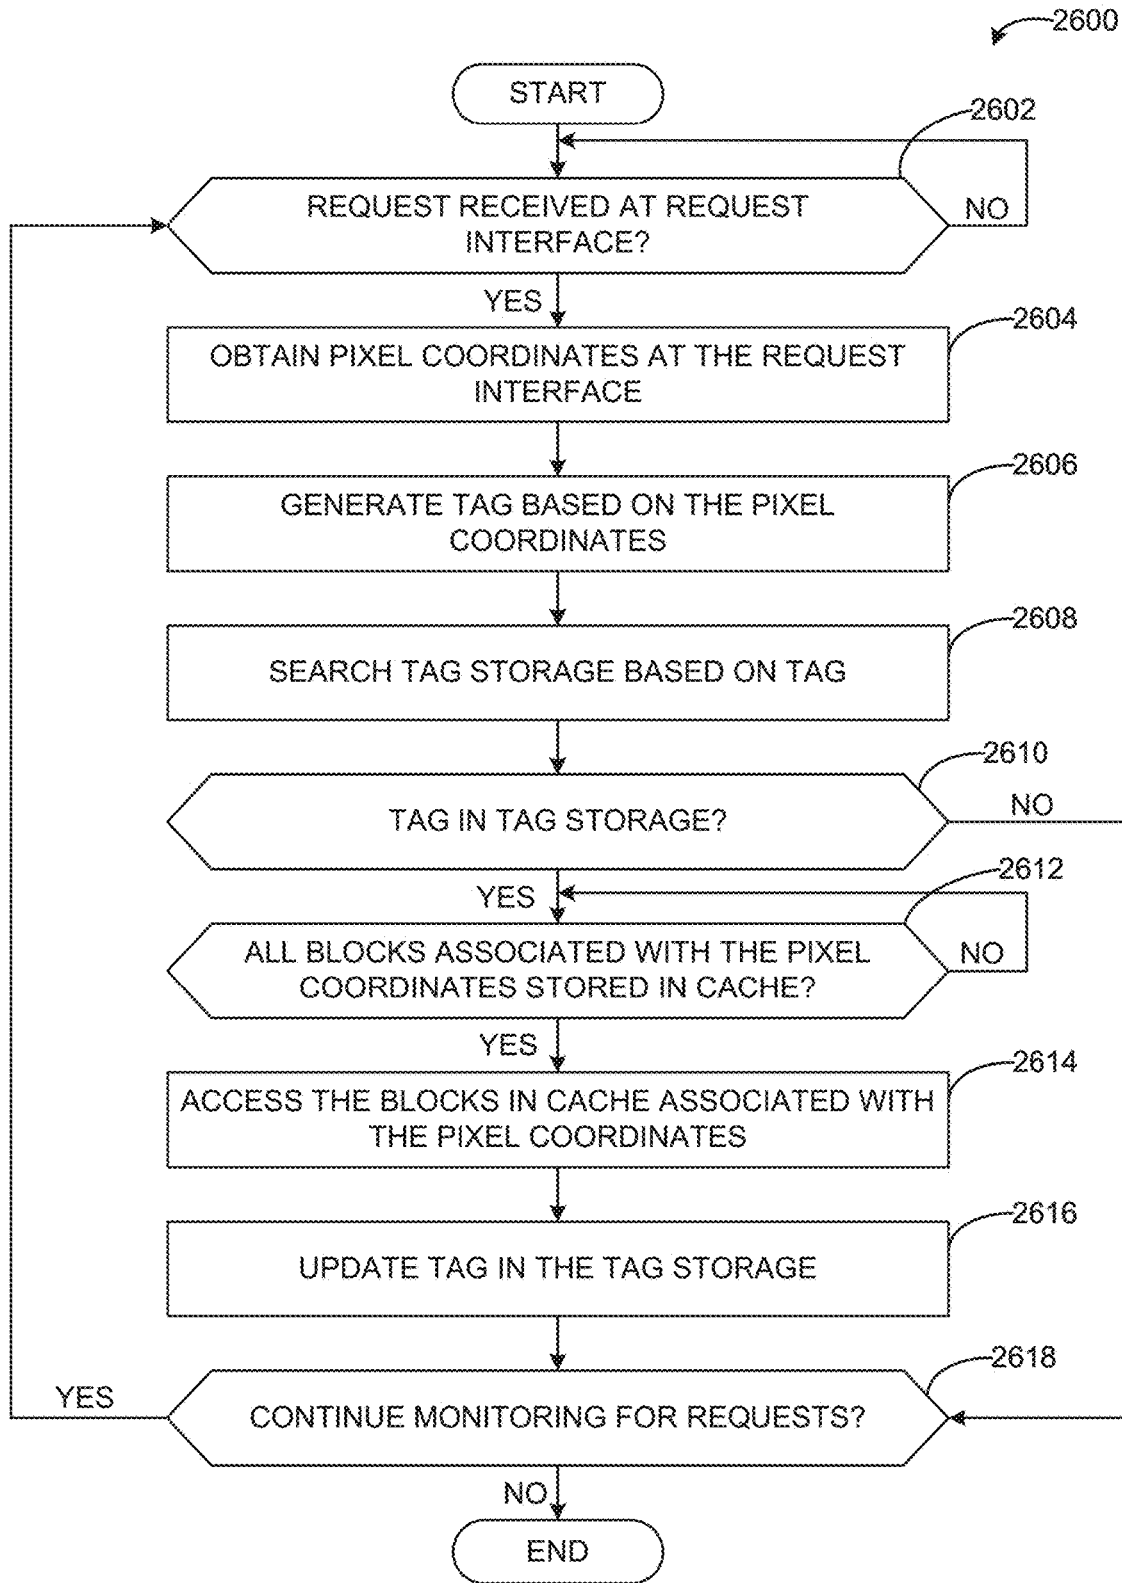 2600
START
2602
REQUEST RECEIVED AT REQUEST
INTERFACE?
NO
YES
2604
OBTAIN PIXEL COORDINATES AT THE REQUEST
INTERFACE
2606
GENERATE TAG BASED ON THE PIXEL
COORDINATES
2608
SEARCH TAG STORAGE BASED ON TAG
2610
TAG IN TAG STORAGE?
NO
YES
2612
ALL BLOCKS ASSOCIATED WITH THE PIXEL
COORDINATES STORED IN CACHE?
NO
YES
2614
ACCESS THE BLOCKS IN CACHE ASSOCIATED WITH
THE PIXEL COORDINATES
2616
UPDATE TAG IN THE TAG STORAGE
2618
YES
CONTINUE MONITORING FOR REQUESTS?
NO
END